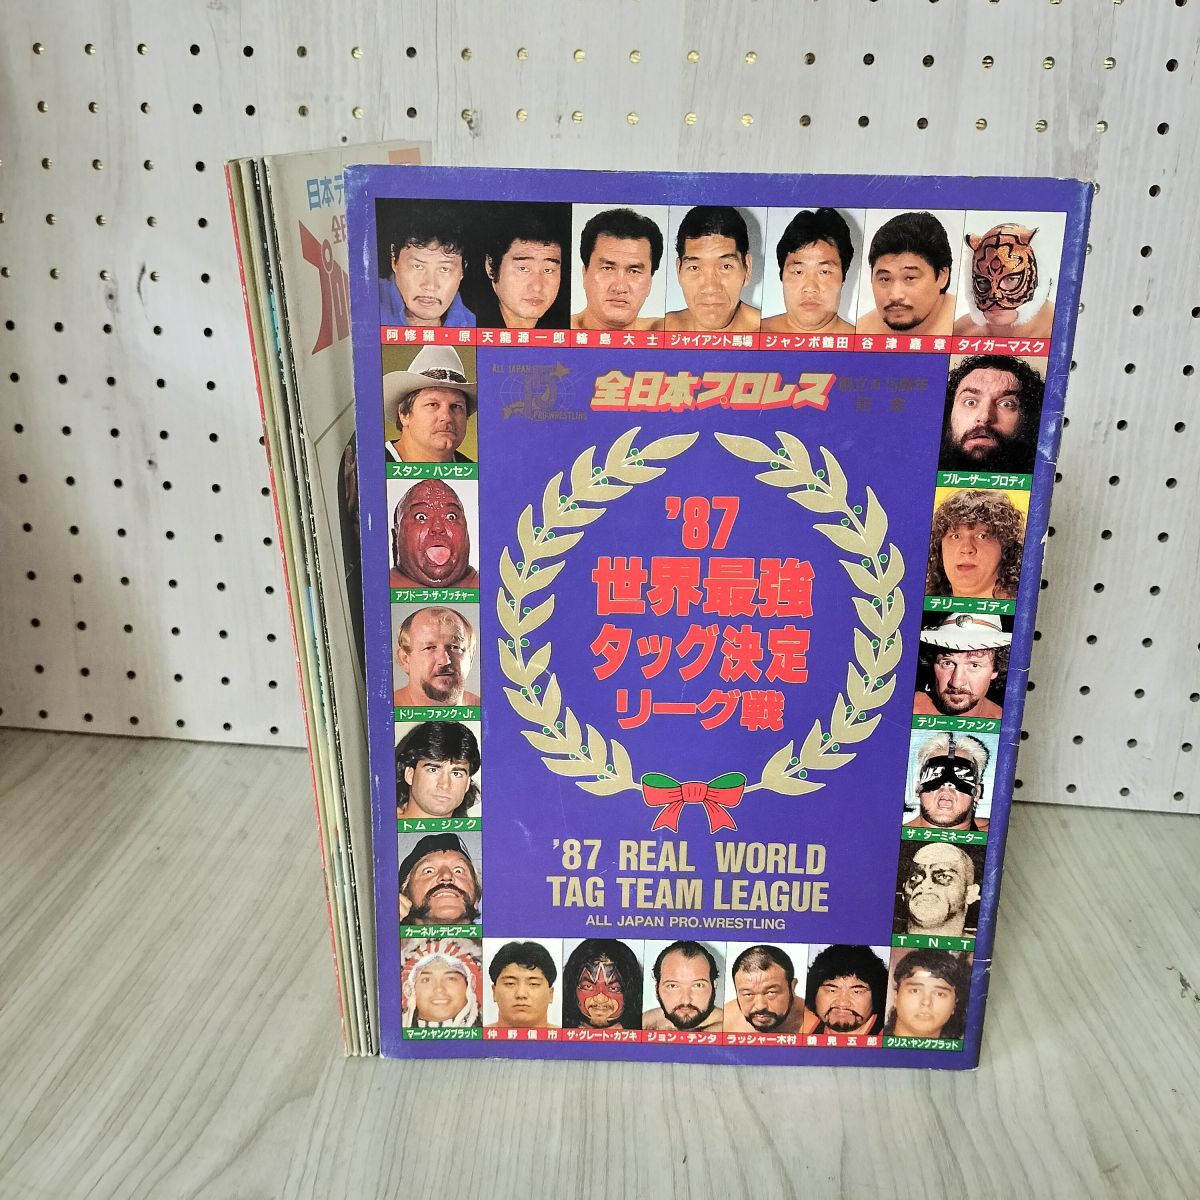 日本テ
全日
プロ
阿修羅・原 天龍源一郎 輪島大士 ジャイアント馬場 ジャンボ鶴田 谷津嘉章 タイガーマスク
ALL JAPAN
PRO.WRESTLING
全日本プロレス
スタン・ハンセン
ブルーザー・ブロディ
アブドーラ・ザ・ブッチャー
テリー・ゴディ
ドリー・ファンク・Jr.
テリー・ファンク
トム・ジンク
ザ・ターミネーター
カーネル・デビアース
T・N・T
'87
世界最強
タッグ決定
リーグ戦
'87 REAL WORLD
TAG TEAM LEAGUE
ALL JAPAN PRO.WRESTLING
マーク・ヤングブラッド 仲野信市 ザ・グレート・カブキ ジョン・テンタ ラッシャー木村 鶴見五郎 クリス・ヤングブラッド